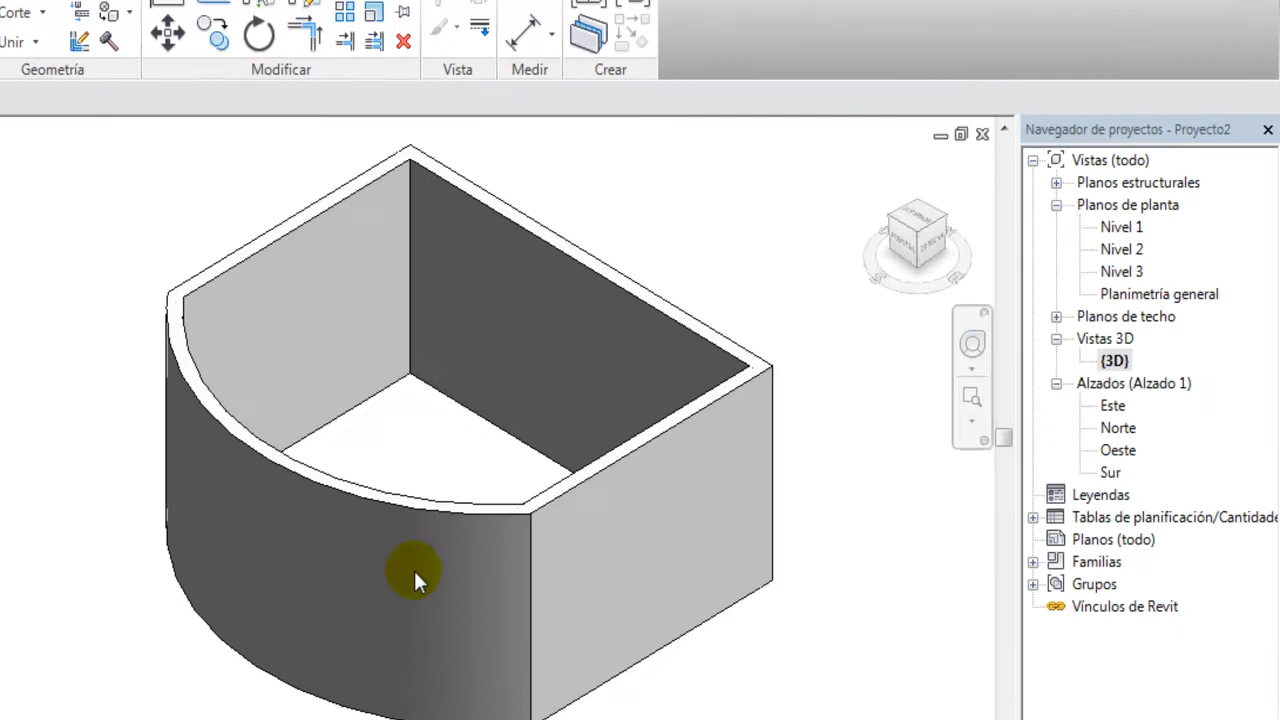 Corte
Unir
Geometría
Modificar
Vista
Medir
Crear
Navegador de proyectos - Proyecto2
Vistas (todo)
Planos estructurales
Planos de planta
Nivel 1
Nivel 2
Nivel 3
Planimetría general
Planos de techo
Vistas 3D
{3D}
Alzados (Alzado 1)
Este
Norte
Oeste
Sur
Leyendas
Tablas de planificación/Cantidade
Planos (todo)
Familias
Grupos
Vínculos de Revit